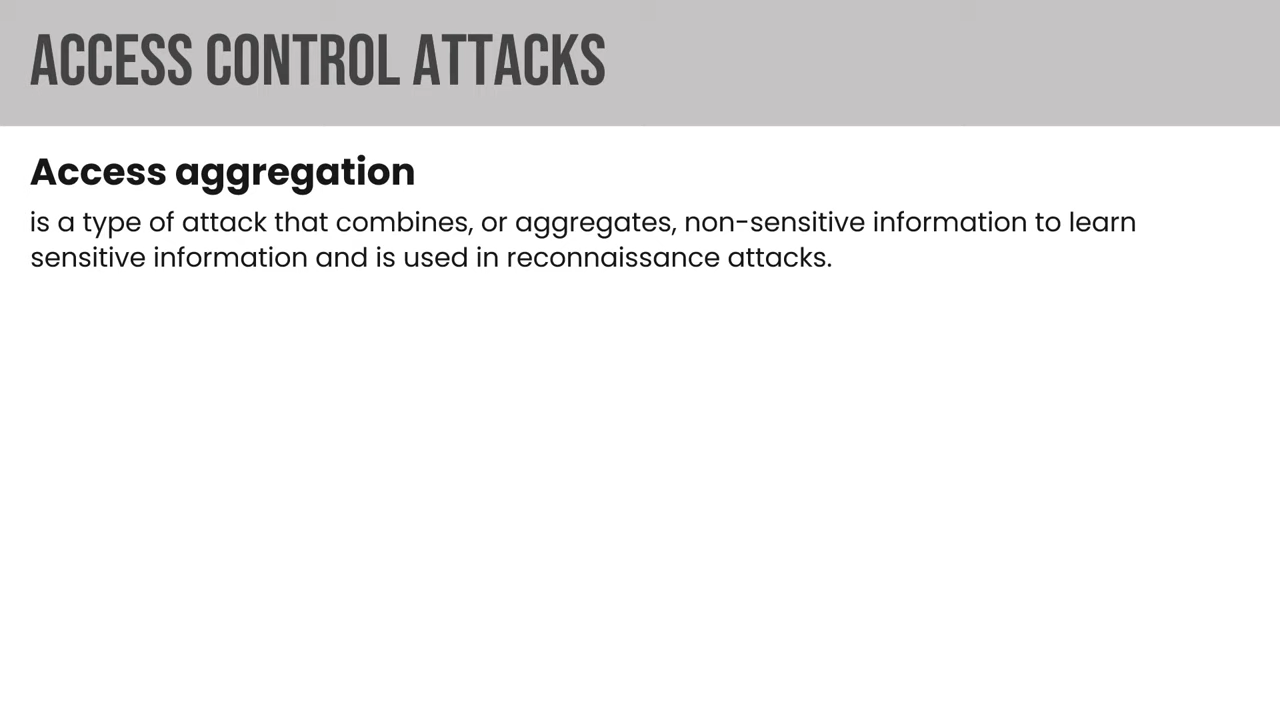 ACCESS CONTROL ATTACKS
Access aggregation
is a type of attack that combines, or aggregates, non-sensitive information to learn
sensitive information and is used in reconnaissance attacks.